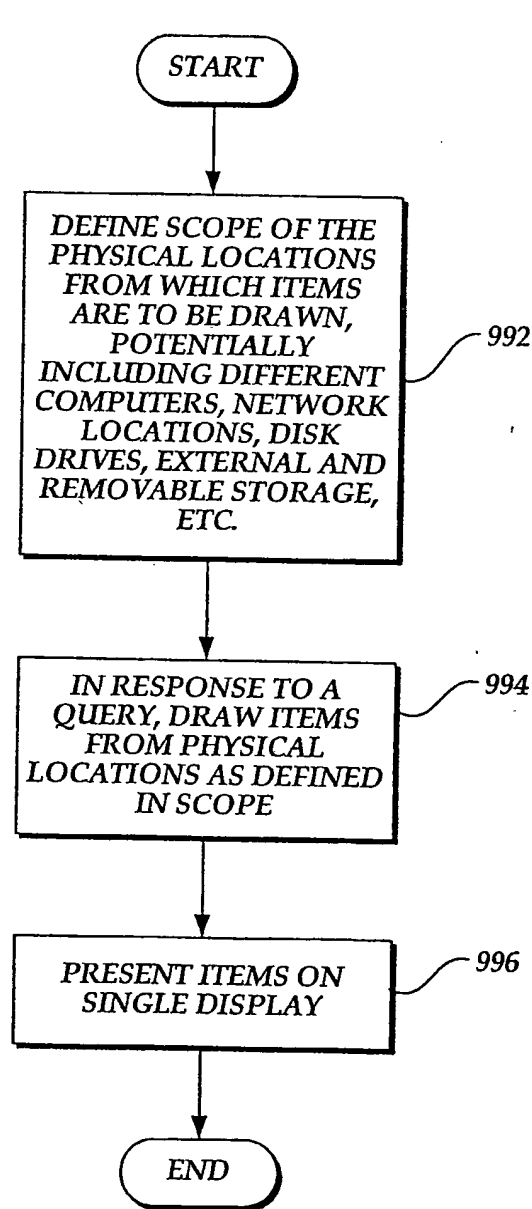 START
DEFINE SCOPE OF THE
PHYSICAL LOCATIONS
FROM WHICH ITEMS
ARE TO BE DRAWN,
POTENTIALLY
INCLUDING DIFFERENT
COMPUTERS, NETWORK
LOCATIONS, DISK
DRIVES, EXTERNAL AND
REMOVABLE STORAGE,
ETC.
992
IN RESPONSE TO A
QUERY, DRAW ITEMS
FROM PHYSICAL
LOCATIONS AS DEFINED
IN SCOPE
994
PRESENT ITEMS ON
SINGLE DISPLAY
996
END